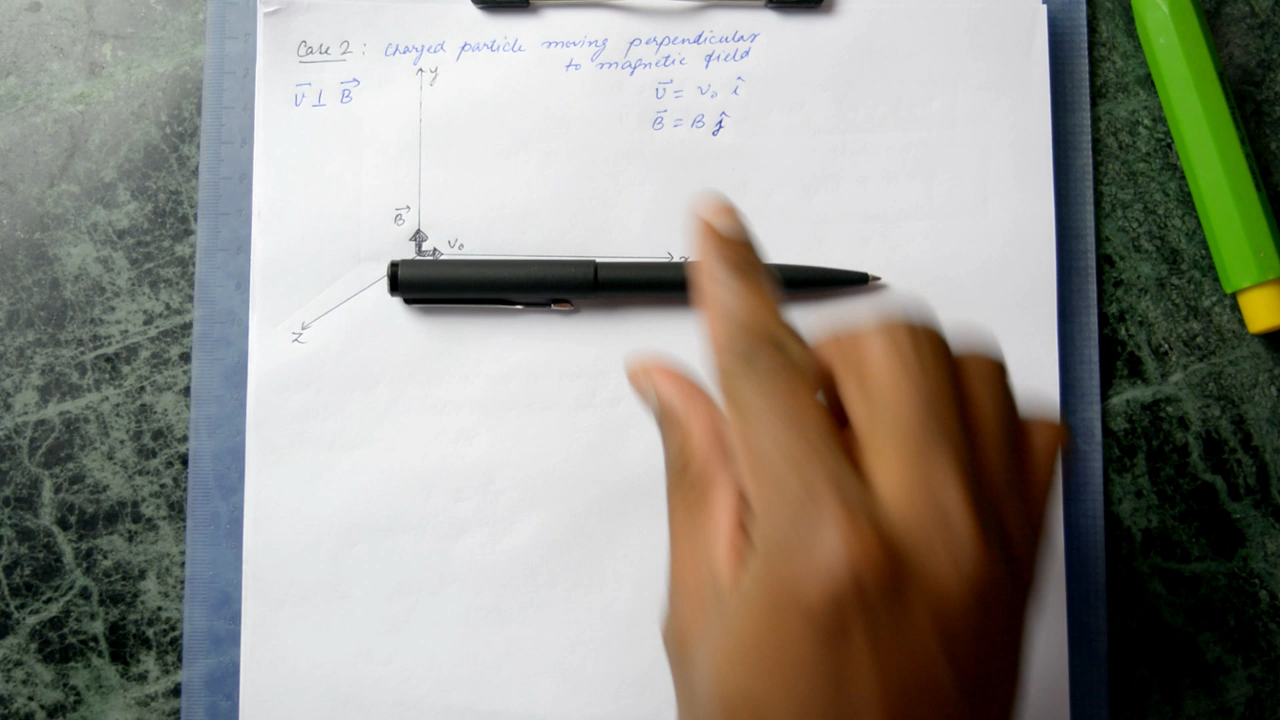 Case 2 : Charged particle moving perpendicular
to magnetic field
y
v⃗ ⊥ B⃗
v⃗ = v₀ î
B⃗ = B ĵ
B⃗
v₀
x
z